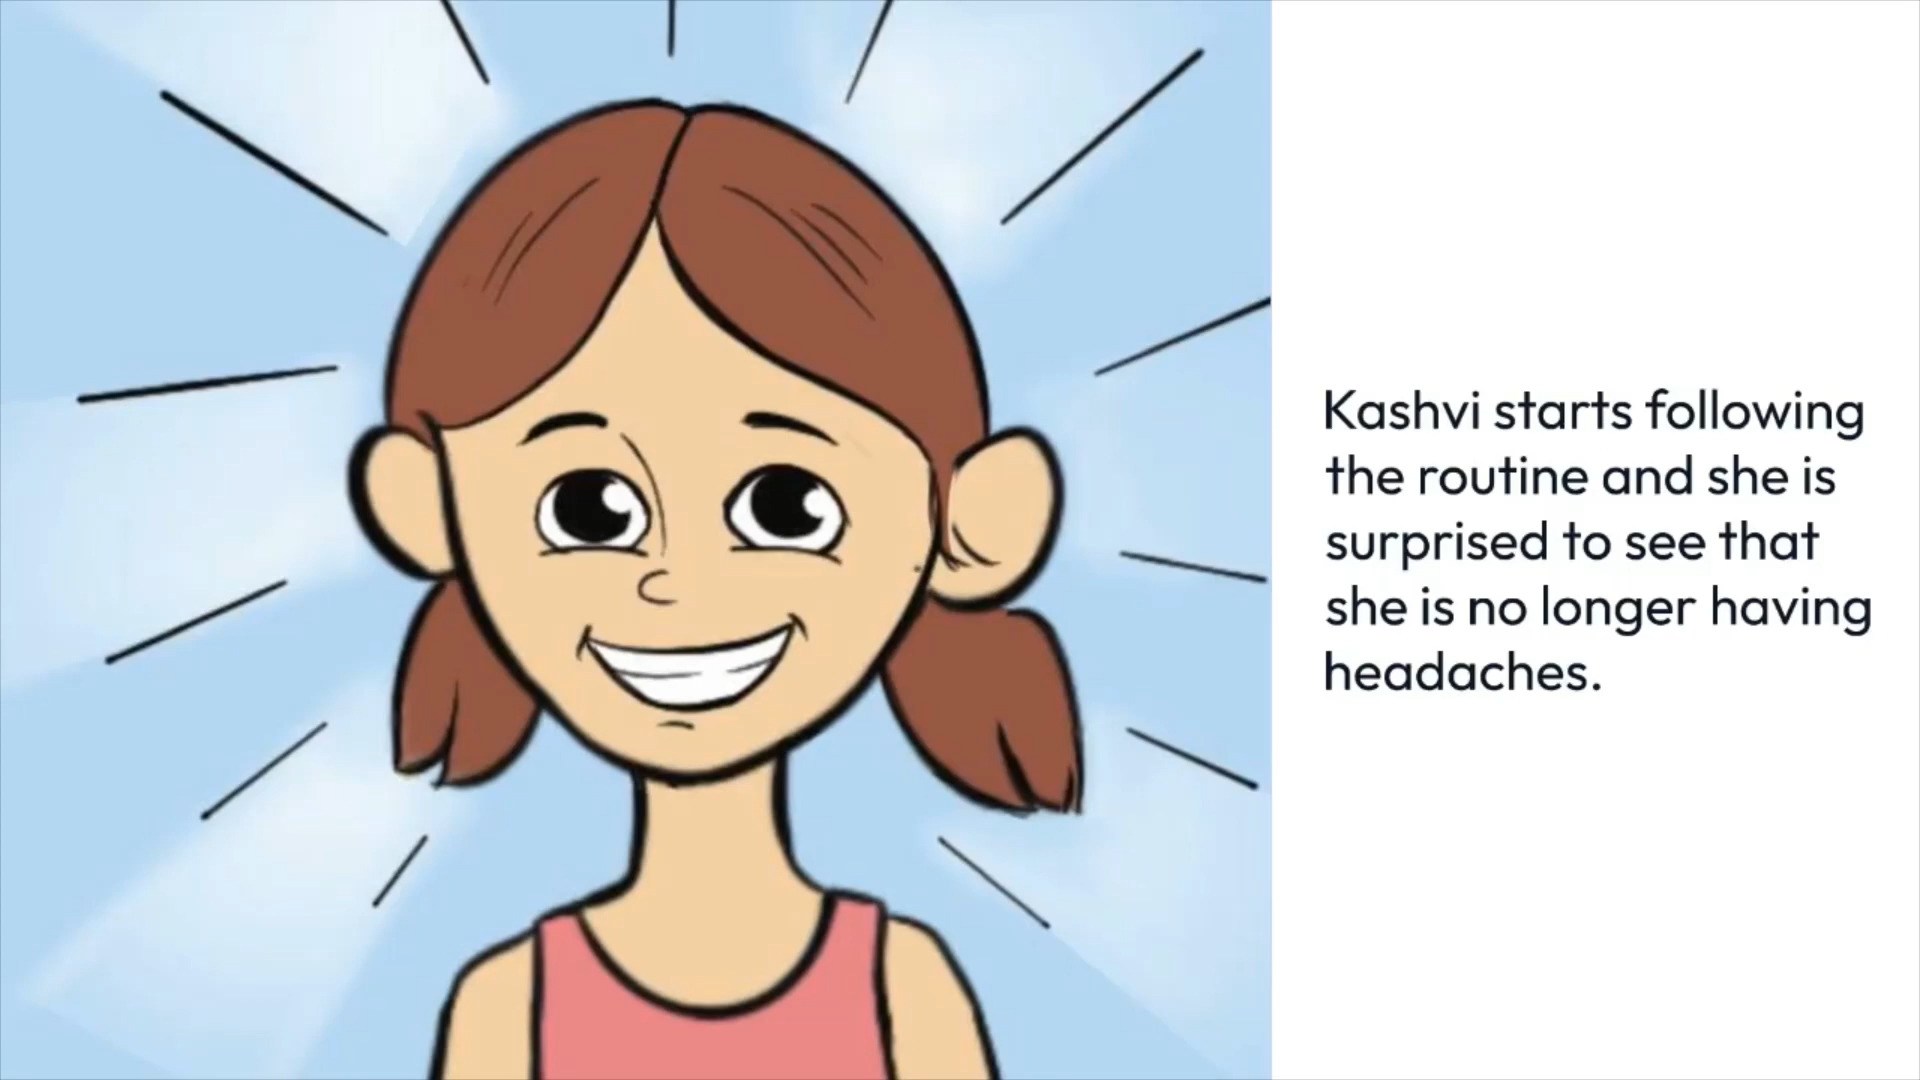 Kashvi starts following
the routine and she is
surprised to see that
she is no longer having
headaches.